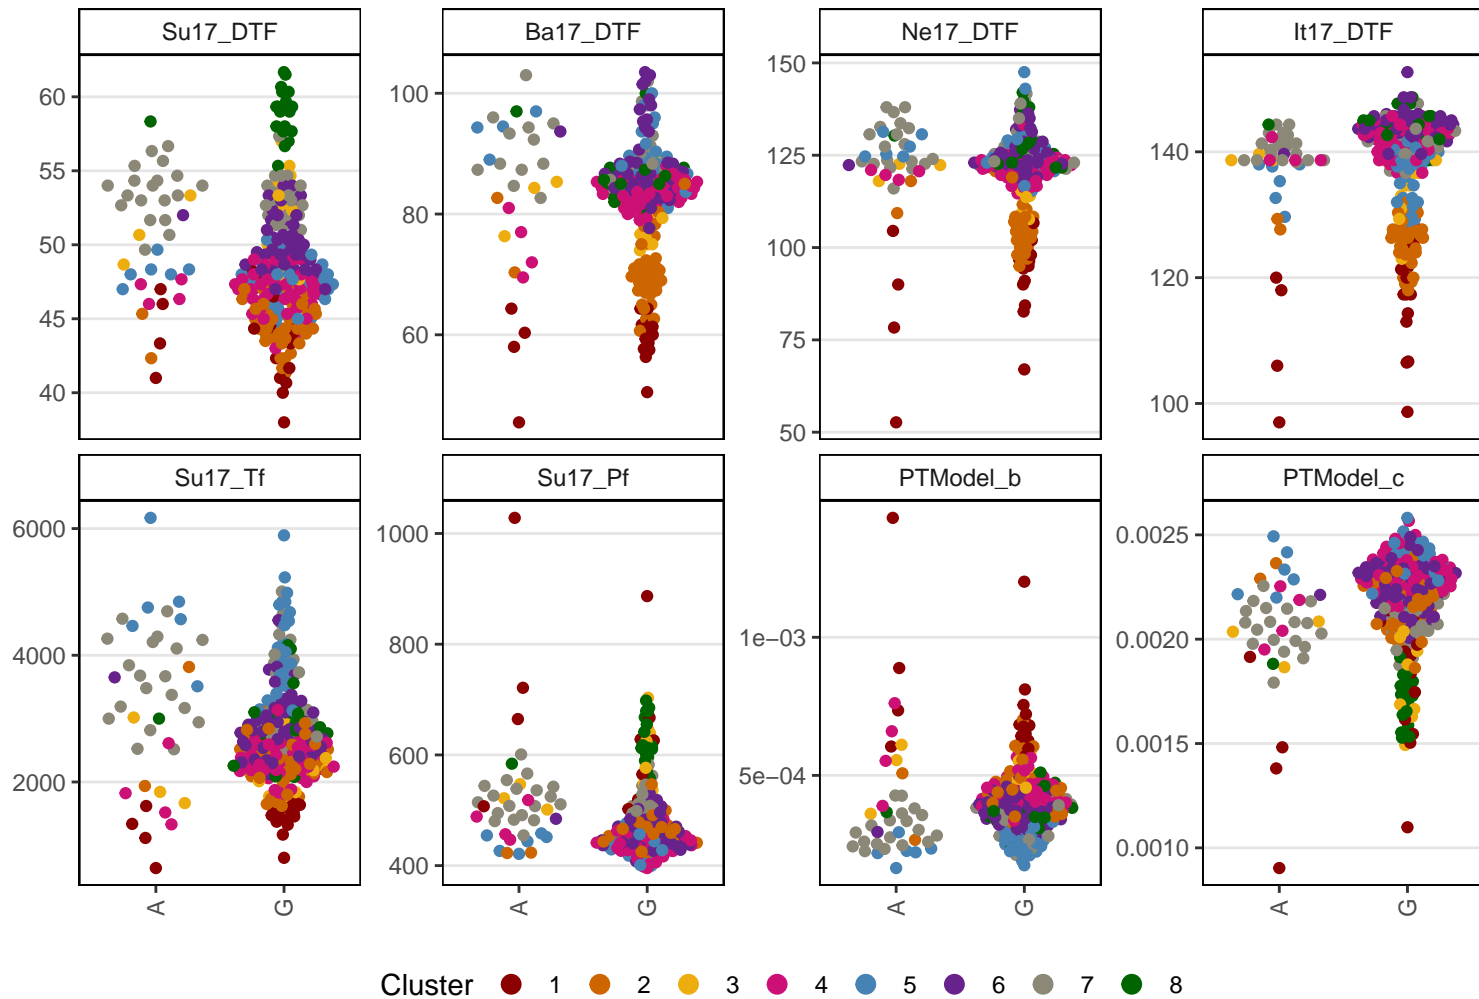 Su17_DTF
Ba17_DTF
Ne17_DTF
It17_DTF
60
55
50
45
40
100
80
60
150
125
100
75
50
140
120
100
Su17_Tf
Su17_Pf
PTModel_b
PTModel_c
6000
4000
2000
1000
800
600
400
1e−03
5e−04
0.0025
0.0020
0.0015
0.0010
A
G
A
G
A
G
A
G
Cluster 1 2 3 4 5 6 7 8